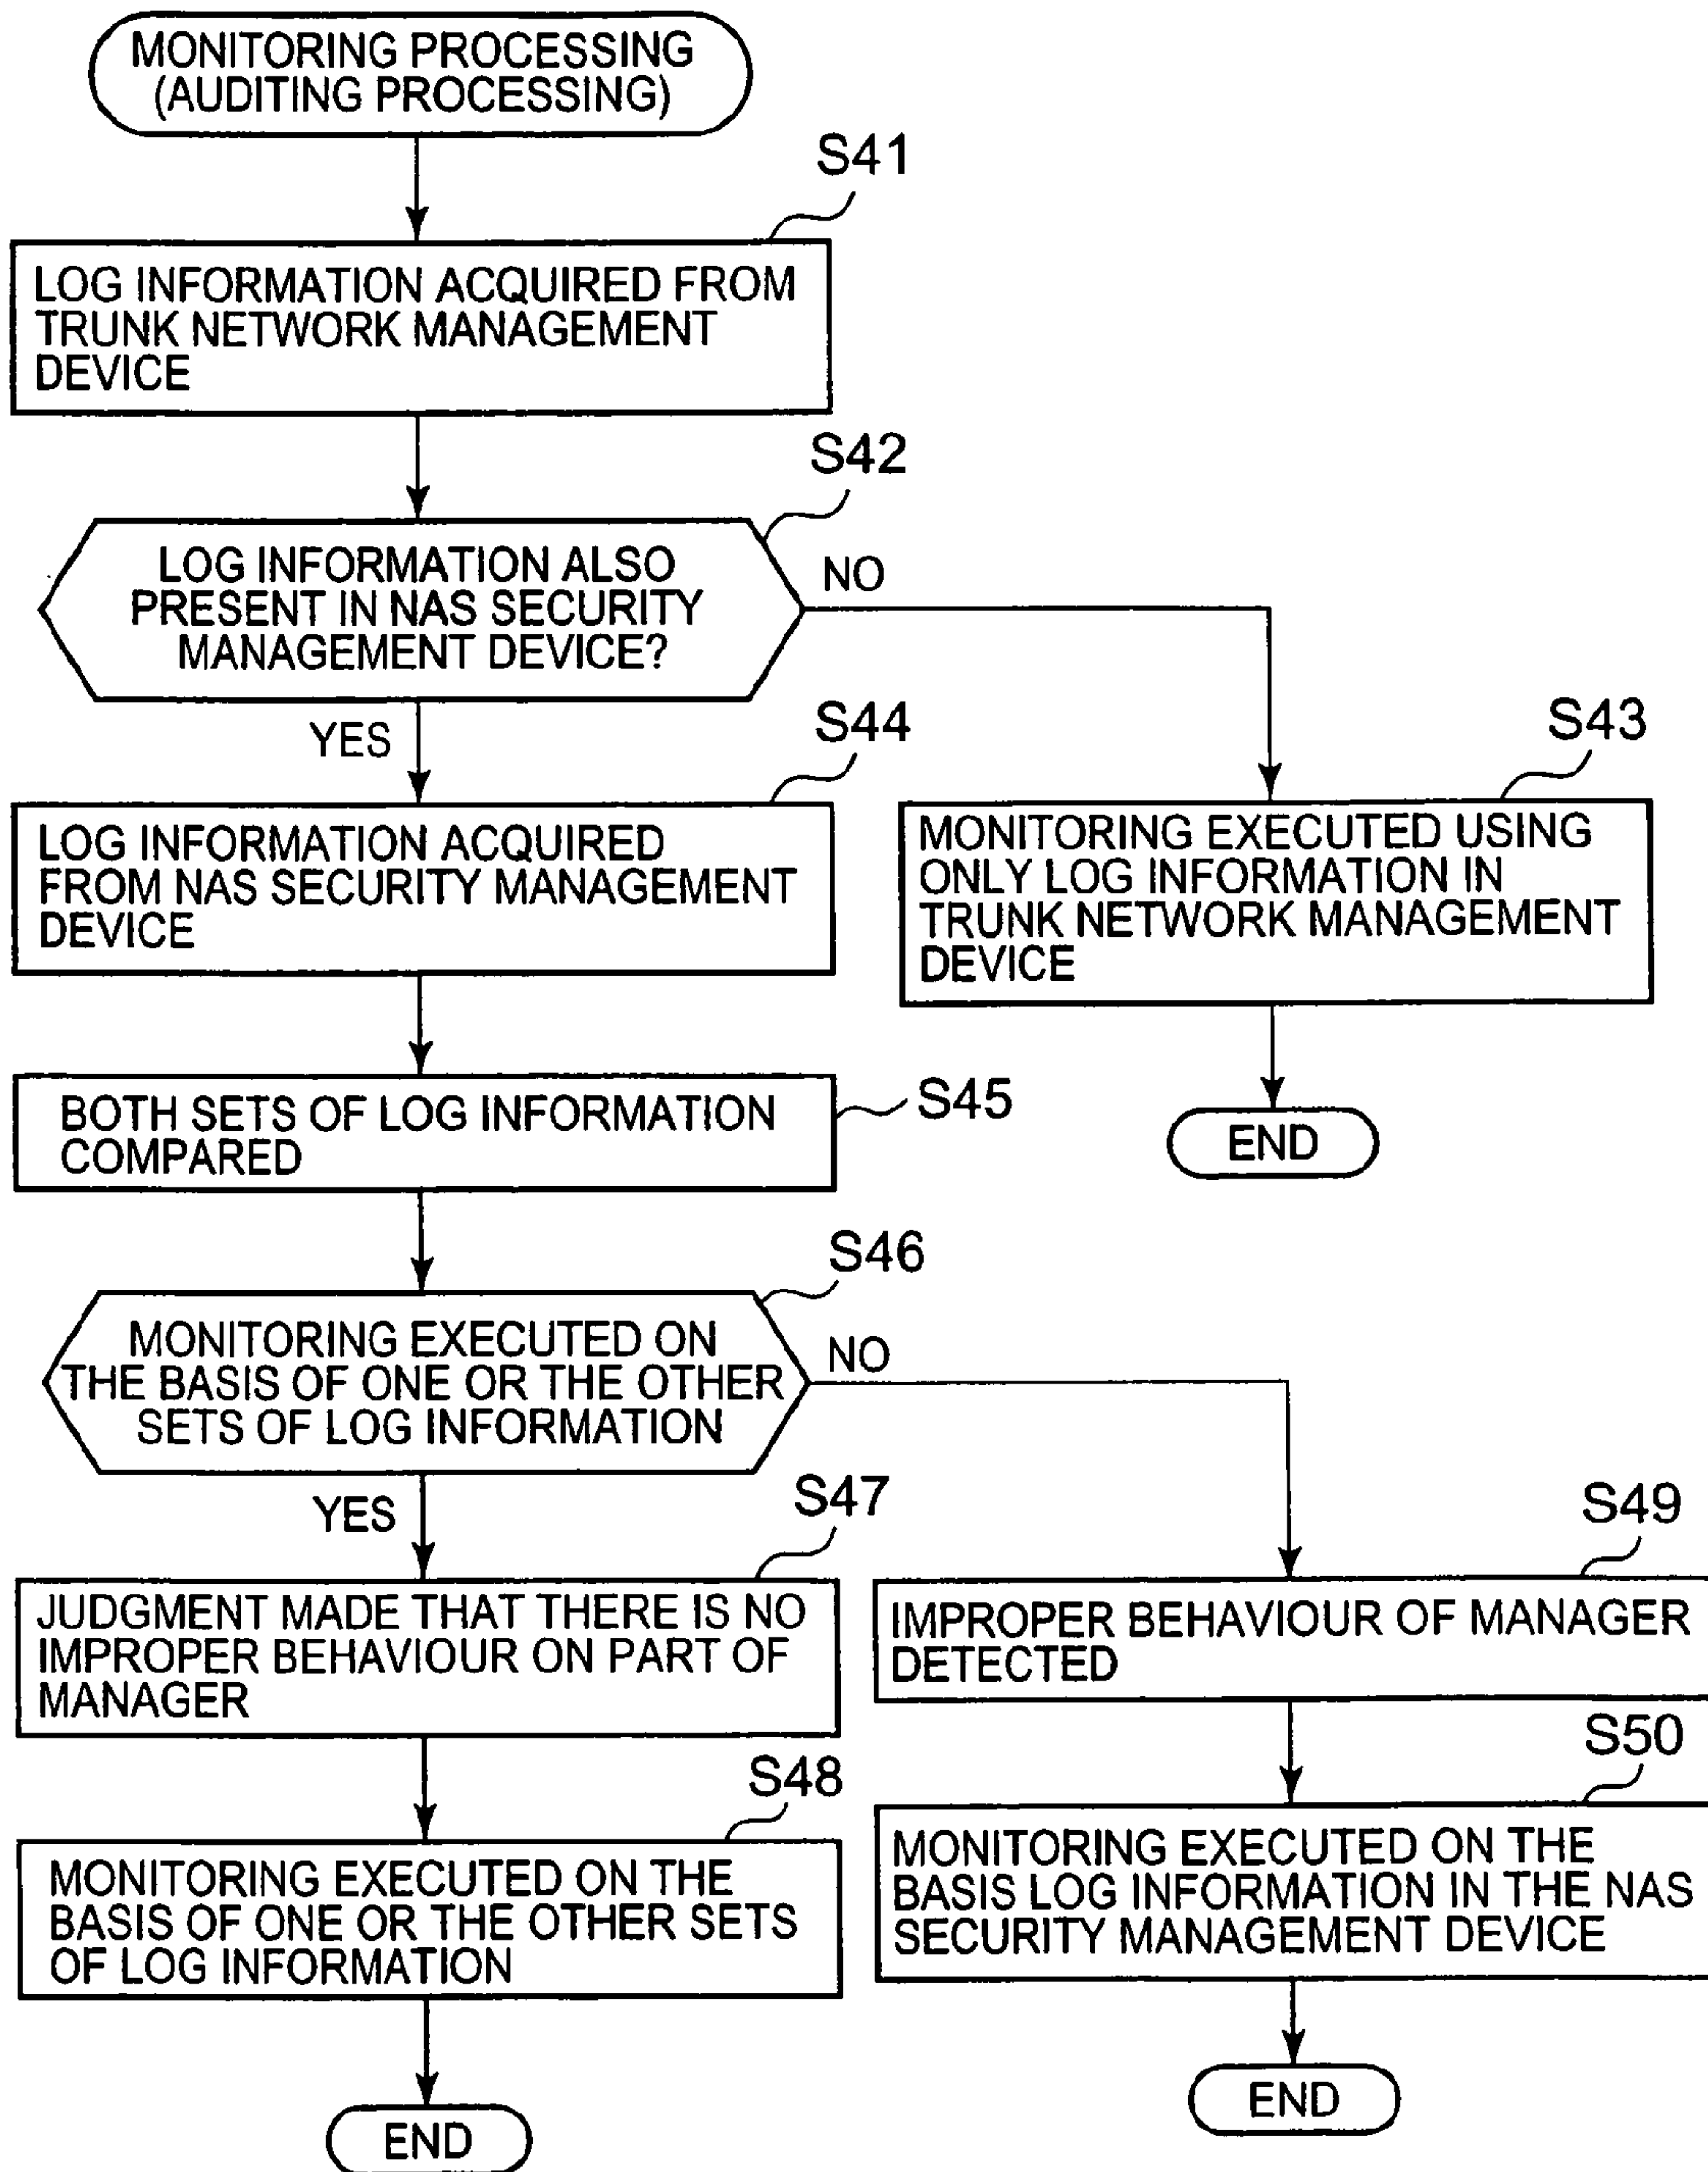 MONITORING PROCESSING
(AUDITING PROCESSING)
S41
LOG INFORMATION ACQUIRED FROM
TRUNK NETWORK MANAGEMENT
DEVICE
S42
LOG INFORMATION ALSO
PRESENT IN NAS SECURITY
MANAGEMENT DEVICE?
NO
YES
S44
LOG INFORMATION ACQUIRED
FROM NAS SECURITY MANAGEMENT
DEVICE
S43
MONITORING EXECUTED USING
ONLY LOG INFORMATION IN
TRUNK NETWORK MANAGEMENT
DEVICE
END
BOTH SETS OF LOG INFORMATION
COMPARED
S45
S46
MONITORING EXECUTED ON
THE BASIS OF ONE OR THE OTHER
SETS OF LOG INFORMATION
NO
YES
S47
JUDGMENT MADE THAT THERE IS NO
IMPROPER BEHAVIOUR ON PART OF
MANAGER
S48
MONITORING EXECUTED ON THE
BASIS OF ONE OR THE OTHER SETS
OF LOG INFORMATION
END
S49
IMPROPER BEHAVIOUR OF MANAGER
DETECTED
S50
MONITORING EXECUTED ON THE
BASIS LOG INFORMATION IN THE NAS
SECURITY MANAGEMENT DEVICE
END